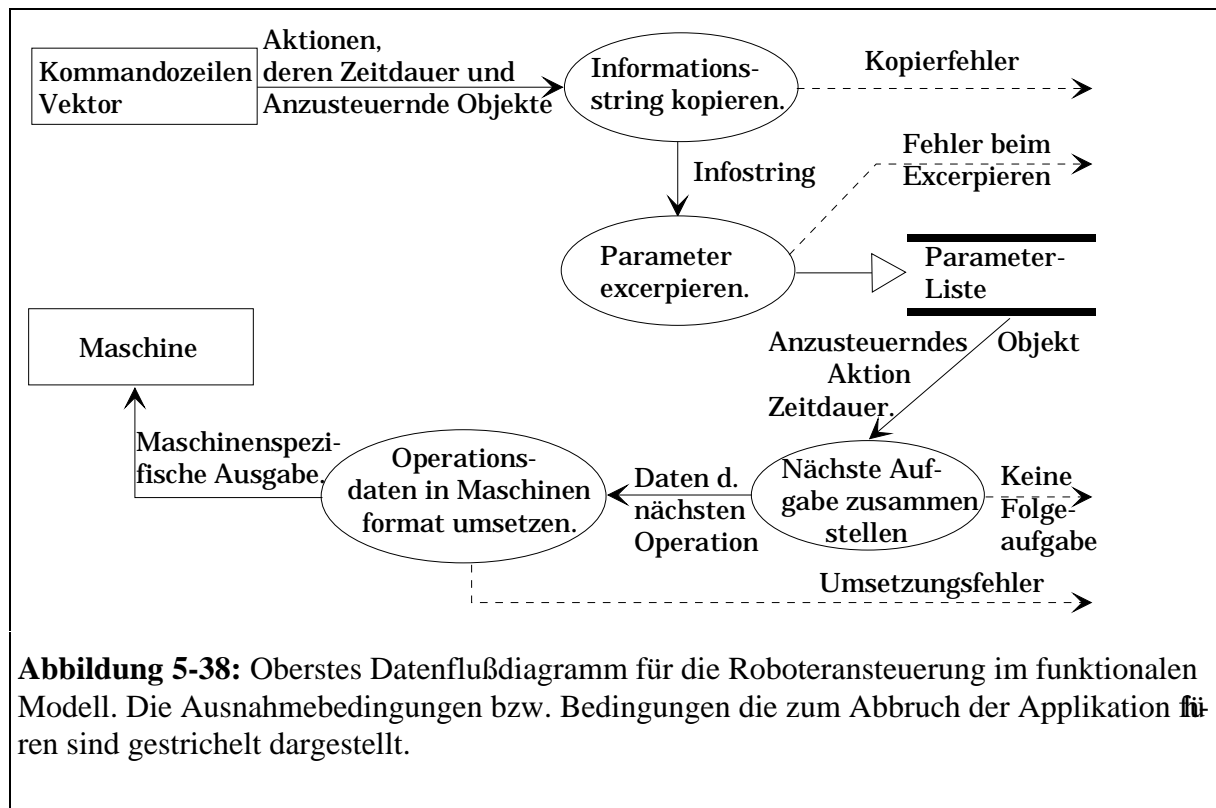 Kommandozeilen
Vektor
Aktionen,
deren Zeitdauer und
Anzusteuernde Objekte
Informations-
string kopieren.
Kopierfehler
Infostring
Fehler beim
Excerpieren
Parameter
excerpieren.
Parameter-
Liste
Anzusteuerndes Objekt
Aktion
Zeitdauer.
Maschine
Maschinenspezi-
fische Ausgabe.
Operations-
daten in Maschinen
format umsetzen.
Daten d.
nächsten
Operation
Nächste Auf-
gabe zusammen
stellen
Keine
Folge-
aufgabe
Umsetzungsfehler
Abbildung 5-38: Oberstes Datenflußdiagramm für die Roboteransteuerung im funktionalen
Modell. Die Ausnahmebedingungen bzw. Bedingungen die zum Abbruch der Applikation füh-
ren sind gestrichelt dargestellt.